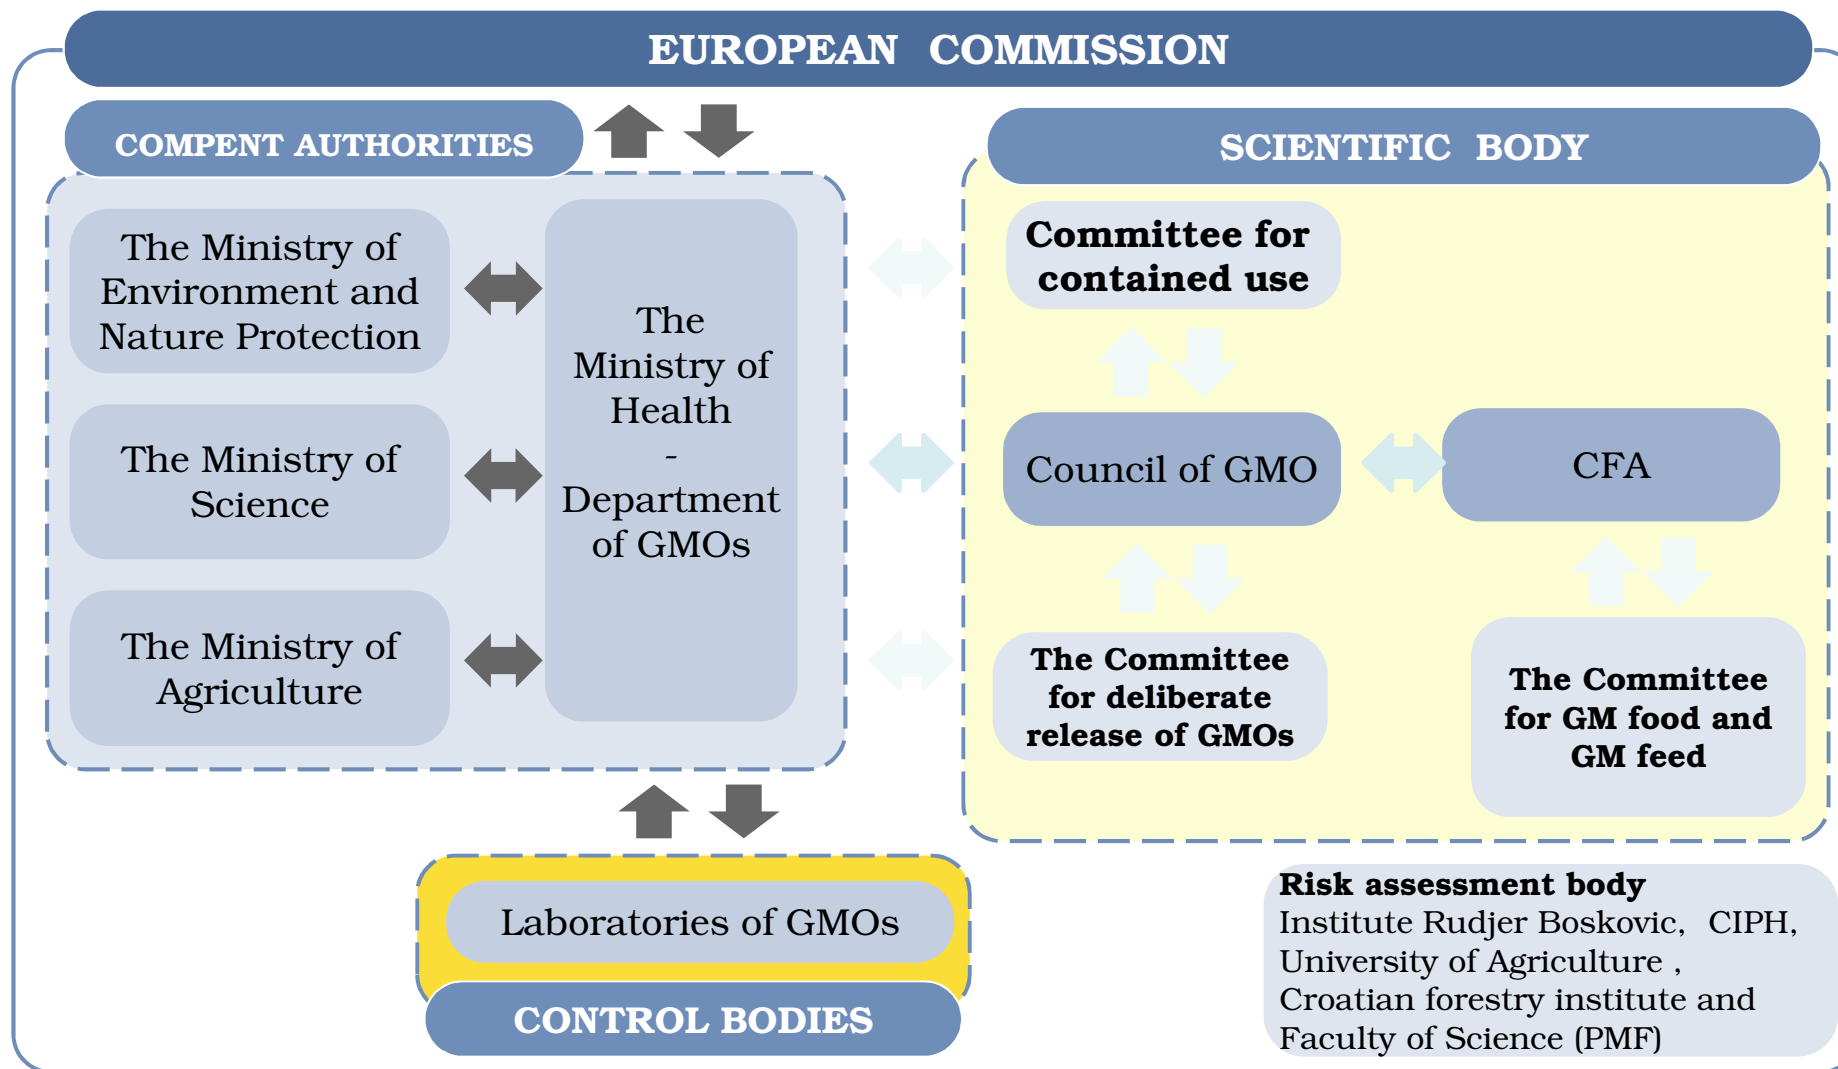 EUROPEAN COMMISSION
COMPENT AUTHORITIES
The Ministry of
Environment and
Nature Protection
The Ministry of
Science
The Ministry of
Agriculture
The
Ministry of
Health
-
Department
of GMOs
SCIENTIFIC BODY
Committee for
contained use
Council of GMO
CFA
The Committee
for deliberate
release of GMOs
The Committee
for GM food and
GM feed
Laboratories of GMOs
CONTROL BODIES
Risk assessment body
Institute Rudjer Boskovic, CIPH,
University of Agriculture ,
Croatian forestry institute and
Faculty of Science (PMF)